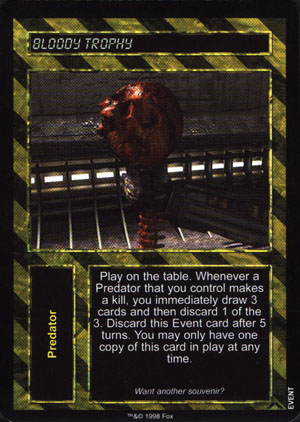 BLOODY TROPHY
Play on the table. Whenever a
Predator that you control makes
a kill, you immediately draw 3
cards and then discard 1 of the
3. Discard this Event card after 5
turns. You may only have one
copy of this card in play at any
time.
Predator
Want another souvenir?
™&© 1998 Fox
EVENT